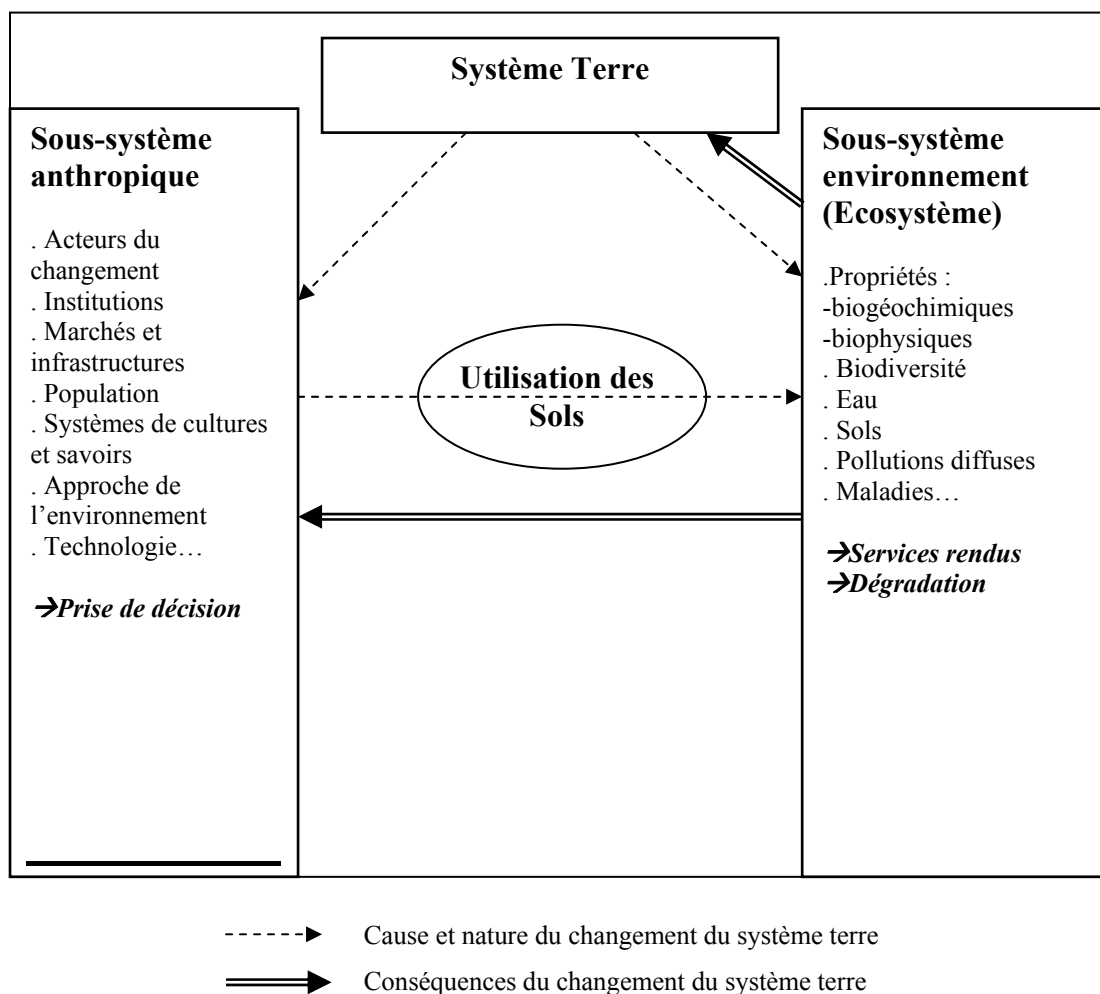 Système Terre
Sous-système
anthropique
. Acteurs du
changement
. Institutions
. Marchés et
infrastructures
. Population
. Systèmes de cultures
et savoirs
. Approche de
l’environnement
. Technologie…
→Prise de décision
Utilisation des
Sols
Sous-système
environnement
(Ecosystème)
.Propriétés :
-biogéochimiques
-biophysiques
. Biodiversité
. Eau
. Sols
. Pollutions diffuses
. Maladies…
→Services rendus
→Dégradation
Cause et nature du changement du système terre
Conséquences du changement du système terre